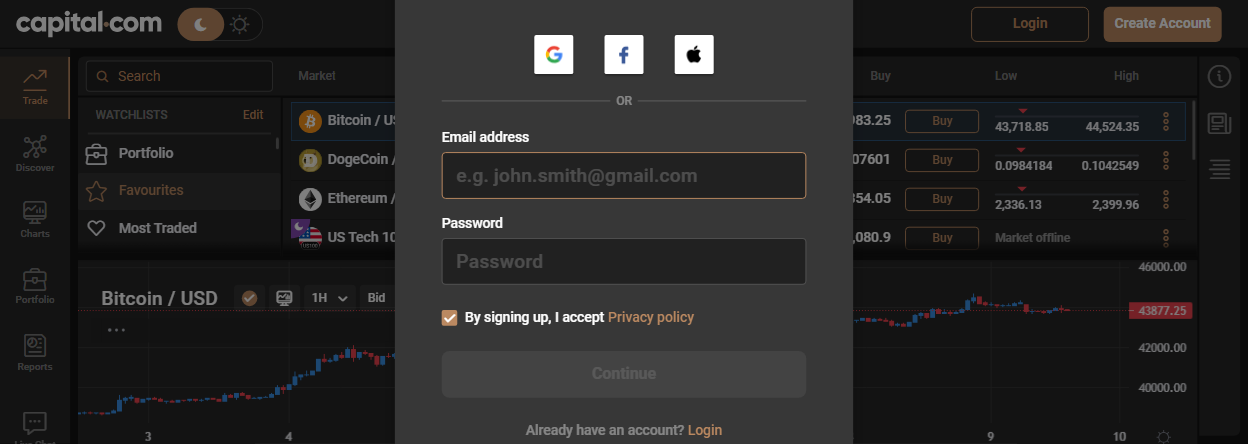 capital.com
Login
Create Account
Search
Market
Buy
Low
High
Trade
WATCHLISTS
Edit
OR
Bitcoin / US
983.25
Buy
43,718.85
44,524.35
Email address
Discover
Portfolio
DogeCoin /
07601
Buy
0.0984184
0.1042549
e.g. john.smith@gmail.com
Favourites
Ethereum /
354.05
Buy
2,336.13
2,399.96
Charts
Most Traded
Password
US Tech 10
,080.9
Buy
Market offline
Password
46000.00
Portfolio
Bitcoin / USD
1H
Bid
43877.25
By signing up, I accept Privacy policy
42000.00
Reports
Continue
40000.00
Already have an account? Login
3
4
9
10